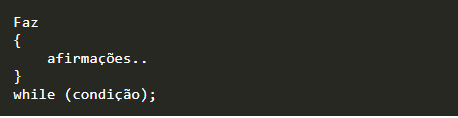 Faz
{
afirmações..
}
while (condição);